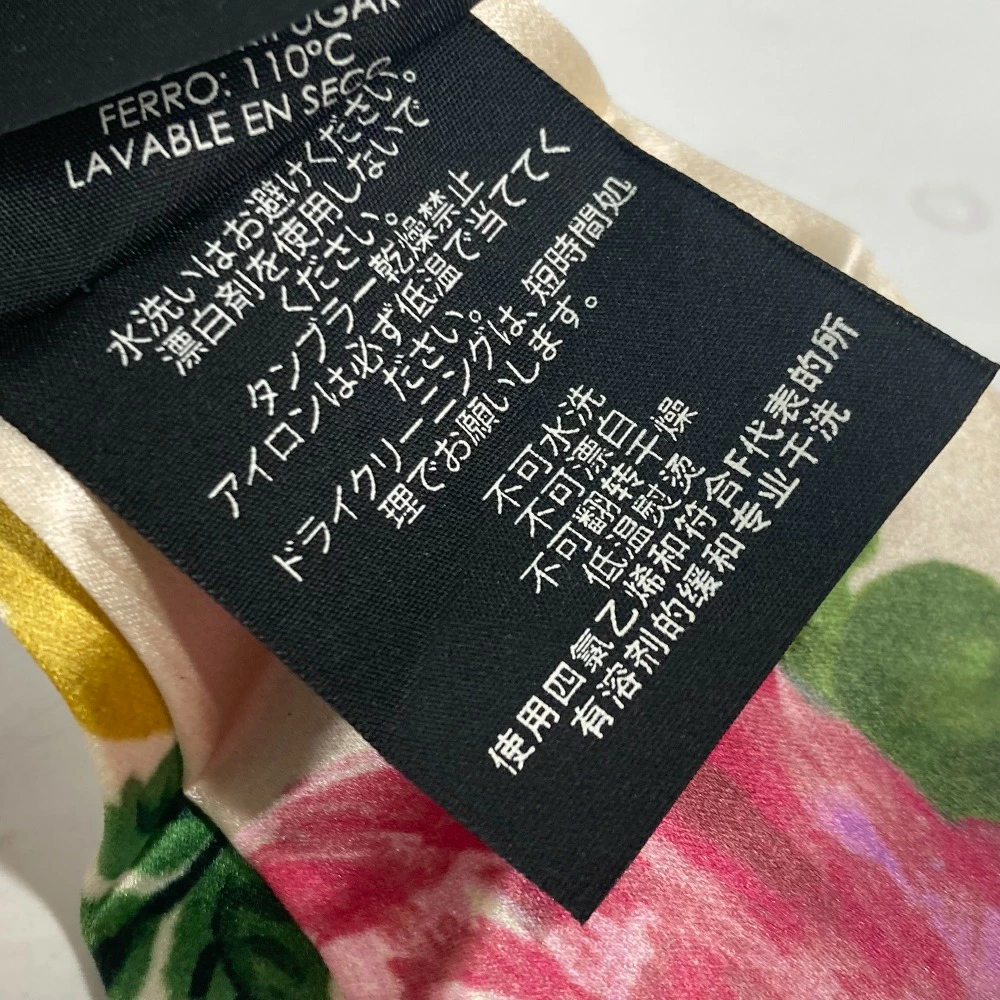 FERRO: 110ºC
LAVABLE EN SECO
水洗いはお避けください。
漂白剤を使用しないで
ください。
タンブラー乾燥禁止
アイロンは必ず低温で当ててく
ださい。
ドライクリーニングは、短時間処
理でお願いします。
不可水洗
不可漂白
不可翻转干燥
低温熨烫
使用四氯乙烯和符合F代表的所
有溶剂的缓和专业干洗